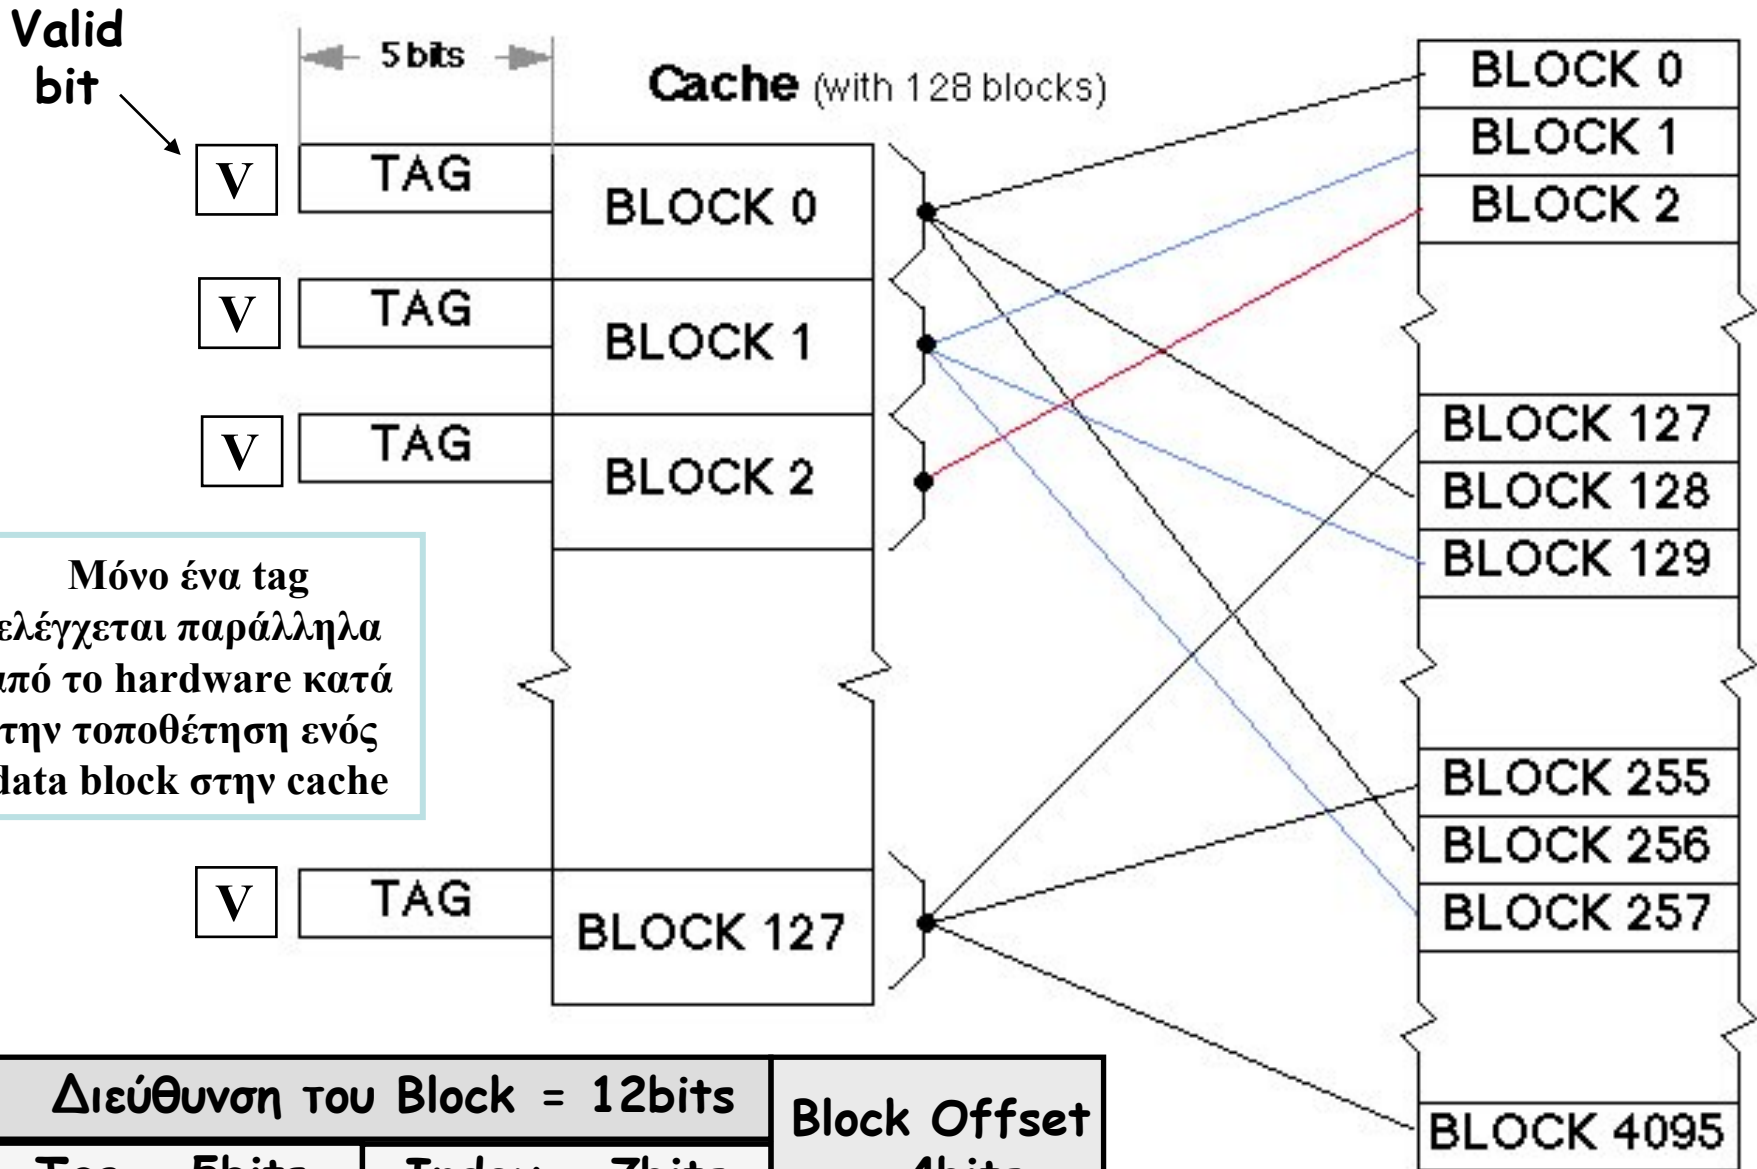 Valid
bit
5 bits
Cache (with 128 blocks)
V
TAG
BLOCK 0
V
TAG
BLOCK 1
V
TAG
BLOCK 2
Μόνο ένα tag
ελέγχεται παράλληλα
από το hardware κατά
την τοποθέτηση ενός
data block στην cache
V
TAG
BLOCK 127
BLOCK 0
BLOCK 1
BLOCK 2
BLOCK 127
BLOCK 128
BLOCK 129
BLOCK 255
BLOCK 256
BLOCK 257
BLOCK 4095
Διεύθυνση του Block = 12bits
Block Offset
5bits
7bits
4bits